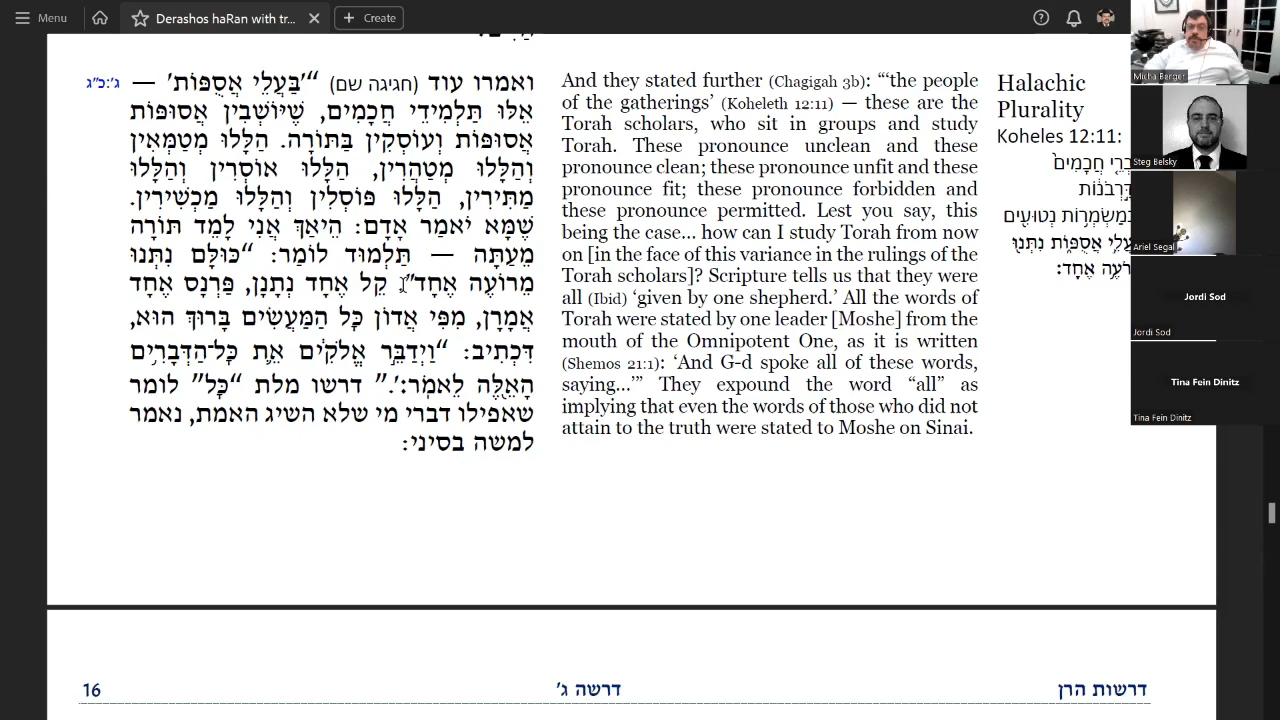 Menu
Derashos haRan with tr...
Create
ואמרו עוד (חגיגה שם) “‘בַּעֲלֵי אֲסֻפּוֹת’ —
ג׳:כ״ג
אֵלּוּ תַּלְמִידֵי חֲכָמִים, שֶׁיּוֹשְׁבִין אֲסוּפּוֹת
אֲסוּפּוֹת וְעוֹסְקִין בַּתּוֹרָה. הַלָּלוּ מְטַמְּאִין
וְהַלָּלוּ מְטַהֲרִין, הַלָּלוּ אוֹסְרִין וְהַלָּלוּ
מַתִּירִין, הַלָּלוּ פּוֹסְלִין וְהַלָּלוּ מַכְשִׁירִין.
שֶׁמָּא יֹאמַר אָדָם: הֵיאַךְ אֲנִי לָמֵד תּוֹרָה
מֵעַתָּה — תַּלְמוּד לוֹמַר: “כּוּלָּם נִתְּנוּ
מֵרוֹעֶה אֶחָד” קֵל אֶחָד נְתָנָן, פַּרְנָס אֶחָד
אֲמָרָן, מִפִּי אֲדוֹן כׇּל הַמַּעֲשִׂים בָּרוּךְ הוּא,
דִּכְתִיב: “וַיְדַבֵּר אֱלֹקִים אֵת כׇּל־הַדְּבָרִים
הָאֵלֶּה לֵאמֹר׃’.” דרשו מלת “כׇּל” לומר
שאפילו דברי מי שלא השיג האמת, נאמר
למשה בסיני:
And they stated further (Chagigah 3b): “‘the people
of the gatherings’ (Koheleth 12:11) — these are the
Torah scholars, who sit in groups and study
Torah. These pronounce unclean and these
pronounce clean; these pronounce unfit and these
pronounce fit; these pronounce forbidden and
these pronounce permitted. Lest you say, this
being the case... how can I study Torah from now
on [in the face of this variance in the rulings of the
Torah scholars]? Scripture tells us that they were
all (Ibid) ‘given by one shepherd.’ All the words of
Torah were stated by one leader [Moshe] from the
mouth of the Omnipotent One, as it is written
(Shemos 21:1): ‘And G-d spoke all of these words,
saying...’” They expound the word “all” as
implying that even the words of those who did not
attain to the truth were stated to Moshe on Sinai.
Halachic
Plurality
Koheles 12:11:
חֲכָמִים
נְטוּעִים
אֲסֻפּוֹת נִתְּנוּ
אֶחָד׃
Micha Berger
Steg Belsky
Ariel Segal
Jordi Sod
Jordi Sod
Tina Fein Dinitz
Tina Fein Dinitz
דרשות הרן
דרשה ג׳
16